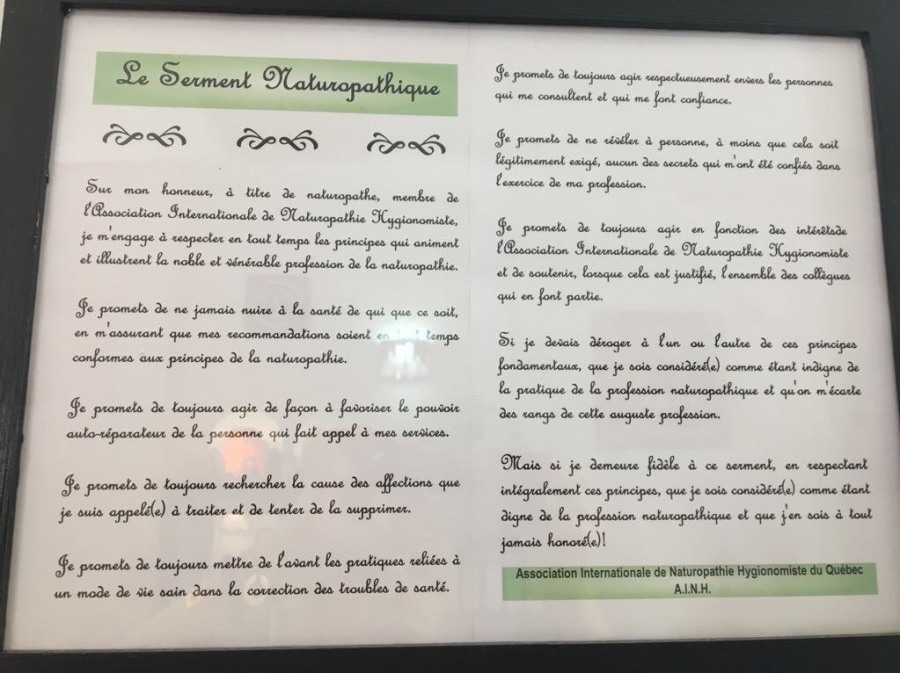 Le Serment Naturopathique
Sur mon honneur, à titre de naturopathe, membre de
l'Association Internationale de Naturopathie Hygionomiste,
je m'engage à respecter en tout temps les principes qui animent
et illustrent la noble et vénérable profession de la naturopathie.
Je promets de ne jamais nuire à la santé de qui que ce soit,
en m'assurant que mes recommandations soient en tout temps
conformes aux principes de la naturopathie.
Je promets de toujours agir de façon à favoriser le pouvoir
auto-réparateur de la personne qui fait appel à mes services.
Je promets de toujours rechercher la cause des affections que
je suis appelé(e) à traiter et de tenter de la supprimer.
Je promets de toujours mettre de l'avant les pratiques reliées à
un mode de vie sain dans la correction des troubles de santé.
Je promets de toujours agir respectueusement envers les personnes
qui me consultent et qui me font confiance.
Je promets de ne révéler à personne, à moins que cela soit
légitimement exigé, aucun des secrets qui m'ont été confiés dans
l'exercice de ma profession.
Je promets de toujours agir en fonction des intérêtsde
l'Association Internationale de Naturopathie Hygionomiste
et de soutenir, lorsque cela est justifié, l'ensemble des collègues
qui en font partie.
Si je devais déroger à l'un ou l'autre de ces principes
fondamentaux, que je sois considéré(e) comme étant indigne de
la pratique de la profession naturopathique et qu'on m'écarte
des rangs de cette auguste profession.
Mais si je demeure fidèle à ce serment, en respectant
intégralement ces principes, que je sois considéré(e) comme étant
digne de la profession naturopathique et que j'en sois à tout
jamais honoré(e)!
Association Internationale de Naturopathie Hygionomiste du Québec
A.I.N.H.